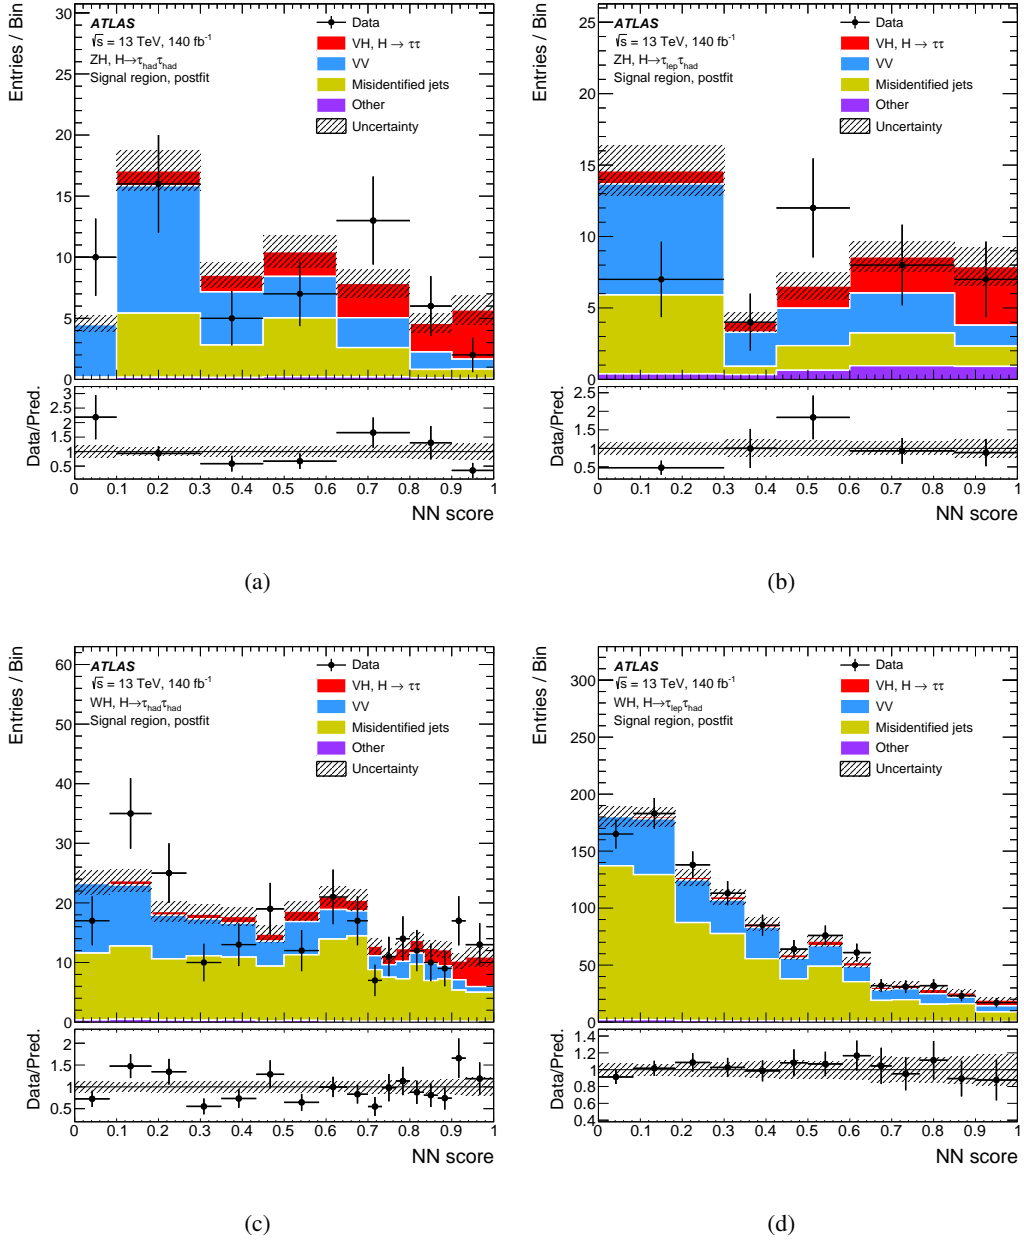 Entries / Bin
30
25
20
15
10
5
0
ATLAS
√s = 13 TeV, 140 fb⁻¹
ZH, H→τhadτhad
Signal region, postfit
Data
VH, H → ττ
VV
Misidentified jets
Other
Uncertainty
Data/Pred.
3
2.5
2
1.5
1
0.5
0 0.1 0.2 0.3 0.4 0.5 0.6 0.7 0.8 0.9 1
NN score
(a)
Entries / Bin
25
20
15
10
5
0
ATLAS
√s = 13 TeV, 140 fb⁻¹
ZH, H→τlepτhad
Signal region, postfit
Data
VH, H → ττ
VV
Misidentified jets
Other
Uncertainty
Data/Pred.
2.5
2
1.5
1
0.5
0 0.1 0.2 0.3 0.4 0.5 0.6 0.7 0.8 0.9 1
NN score
(b)
Entries / Bin
60
50
40
30
20
10
0
ATLAS
√s = 13 TeV, 140 fb⁻¹
WH, H→τhadτhad
Signal region, postfit
Data
VH, H → ττ
VV
Misidentified jets
Other
Uncertainty
Data/Pred.
2
1.5
1
0.5
0 0.1 0.2 0.3 0.4 0.5 0.6 0.7 0.8 0.9 1
NN score
(c)
Entries / Bin
300
250
200
150
100
50
0
ATLAS
√s = 13 TeV, 140 fb⁻¹
WH, H→τlepτhad
Signal region, postfit
Data
VH, H → ττ
VV
Misidentified jets
Other
Uncertainty
Data/Pred.
1.4
1.2
1
0.8
0.6
0.4
0 0.1 0.2 0.3 0.4 0.5 0.6 0.7 0.8 0.9 1
NN score
(d)